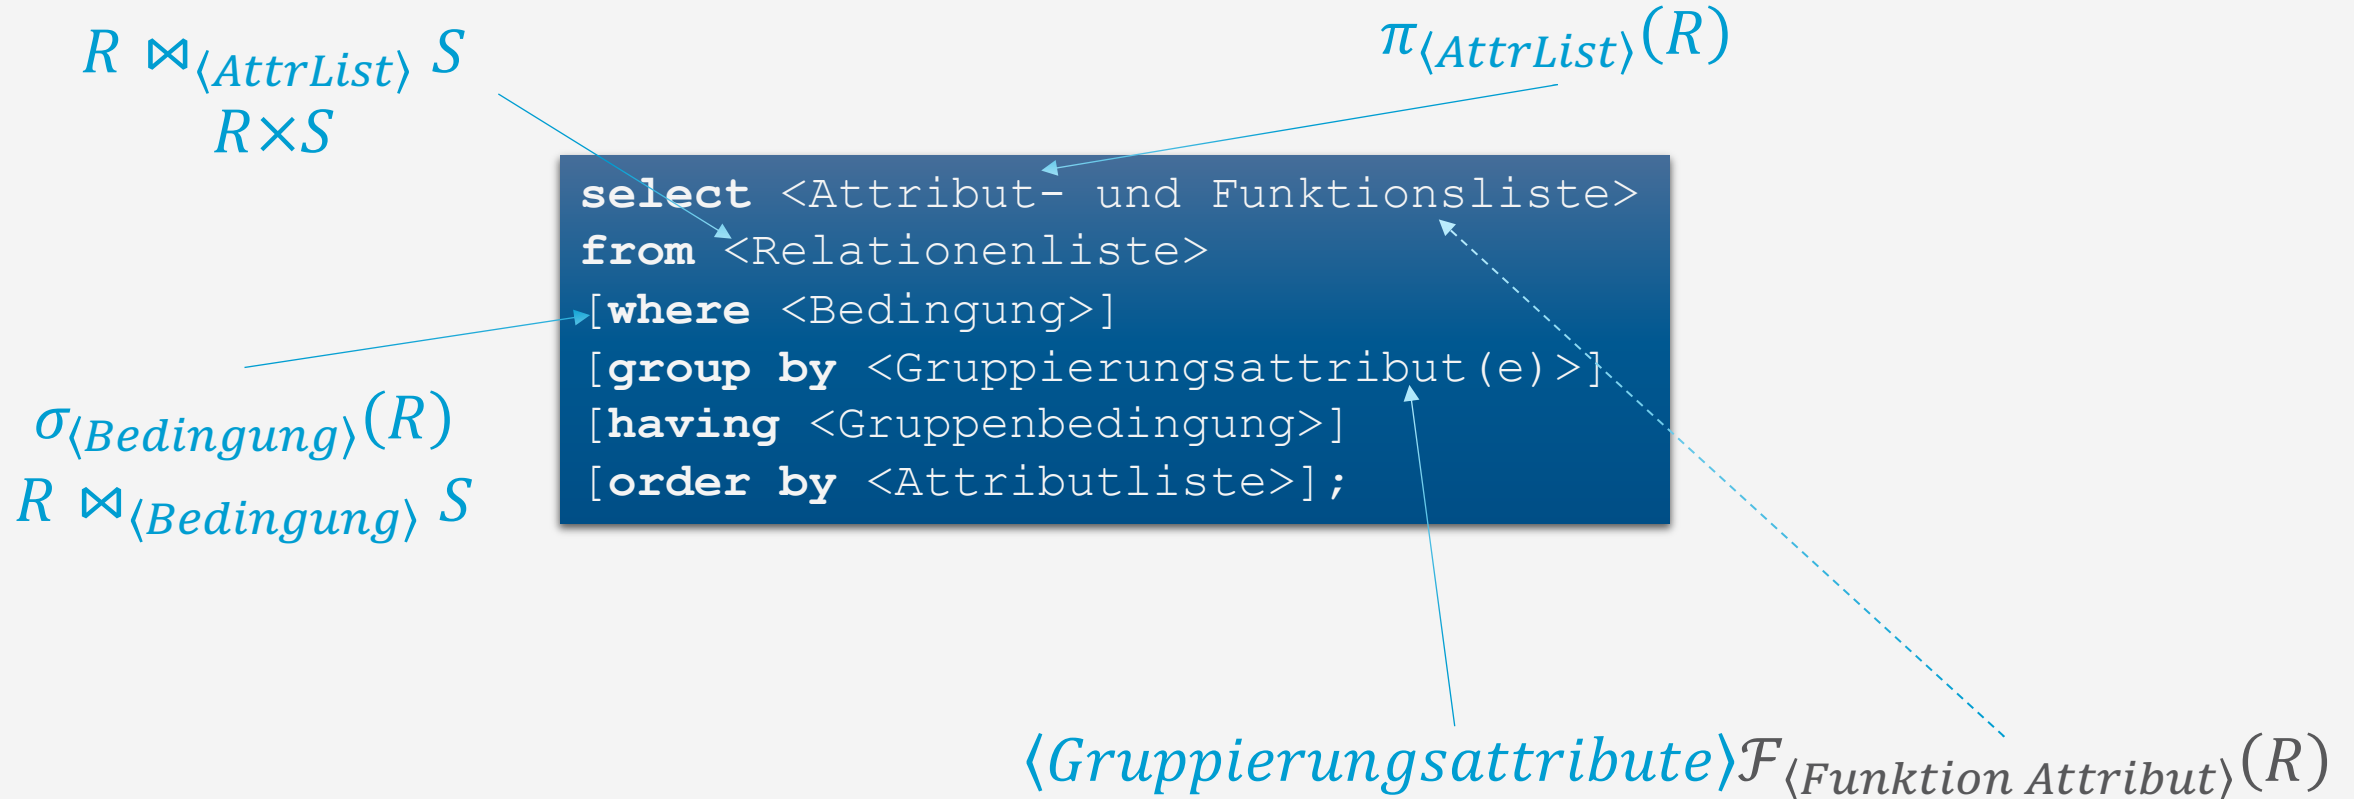 R ⋈⟨AttrList⟩ S
R×S
π⟨AttrList⟩(R)
select <Attribut- und Funktionsliste>
from <Relationenliste>
[where <Bedingung>]
[group by <Gruppierungsattribut(e)>]
[having <Gruppenbedingung>]
[order by <Attributliste>];
σ⟨Bedingung⟩(R)
R ⋈⟨Bedingung⟩ S
⟨Gruppierungsattribute⟩ℱ⟨Funktion Attribut⟩(R)